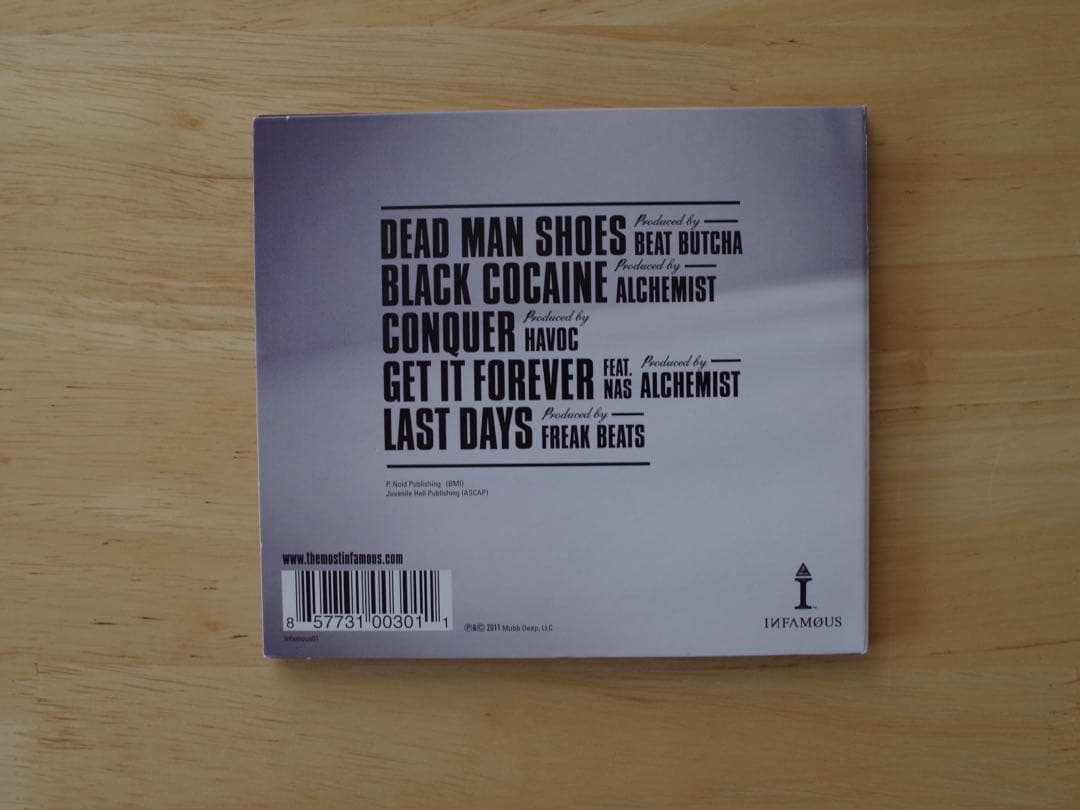 DEAD MAN SHOES Produced by BEAT BUTCHA
BLACK COCAINE Produced by ALCHEMIST
CONQUER Produced by HAVOC
GET IT FOREVER FEAT. NAS Produced by ALCHEMIST
LAST DAYS Produced by FREAK BEATS
P. Noid Publishing (BMI)
Juvenile Hell Publishing (ASCAP)
www.themostinfamous.com
8 57731 00301 1
Infamous01
℗&© 2011 Mobb Deep, LLC
INFAMØUS